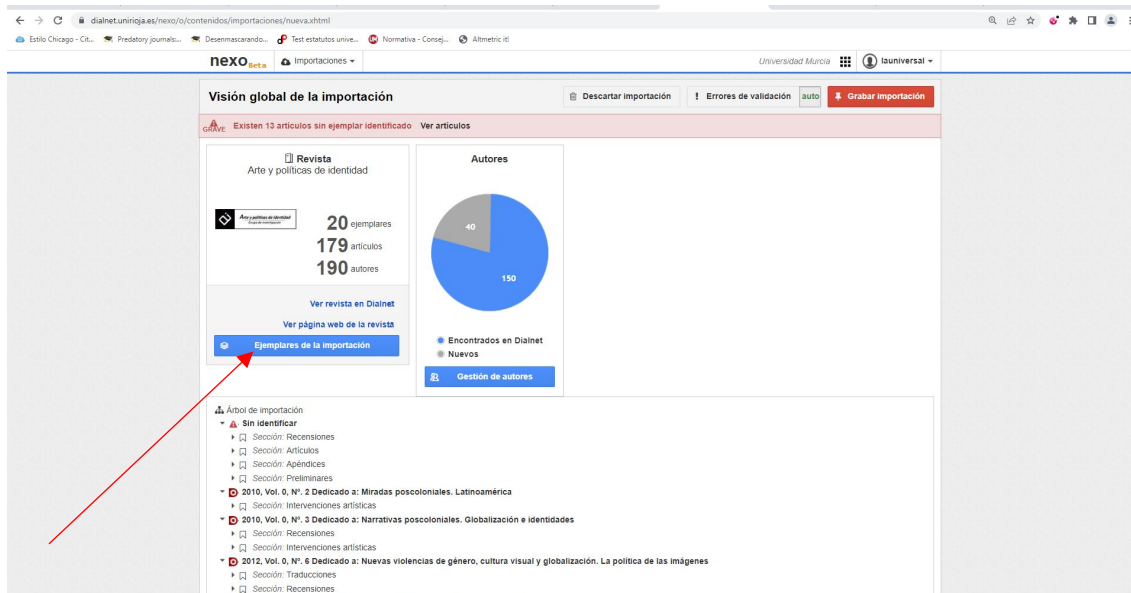 dialnet.unirioja.es/nexo/o/contenidos/importaciones/nueva.xhtml
Estilo Chicago - Cit... Predatory journals:... Desenmascarando... Test estatutos unive... Normativa - Consej... Altmetric it!
nexo Beta Importaciones Universidad Murcia launiversal
Visión global de la importación Descartar importación ! Errores de validación auto Grabar importación
GRAVE Existen 13 artículos sin ejemplar identificado Ver artículos
Revista
Arte y políticas de identidad
Arte y políticas de identidad
20 ejemplares
179 artículos
190 autores
Ver revista en Dialnet
Ver página web de la revista
Ejemplares de la importación
Autores
40
150
Encontrados en Dialnet
Nuevos
Gestión de autores
Árbol de importación
Sin identificar
Sección: Recensiones
Sección: Artículos
Sección: Apéndices
Sección: Preliminares
2010, Vol. 0, Nº. 2 Dedicado a: Miradas poscoloniales. Latinoamérica
Sección: Intervenciones artísticas
2010, Vol. 0, Nº. 3 Dedicado a: Narrativas poscoloniales. Globalización e identidades
Sección: Recensiones
Sección: Intervenciones artísticas
2012, Vol. 0, Nº. 6 Dedicado a: Nuevas violencias de género, cultura visual y globalización. La política de las imágenes
Sección: Traducciones
Sección: Recensiones